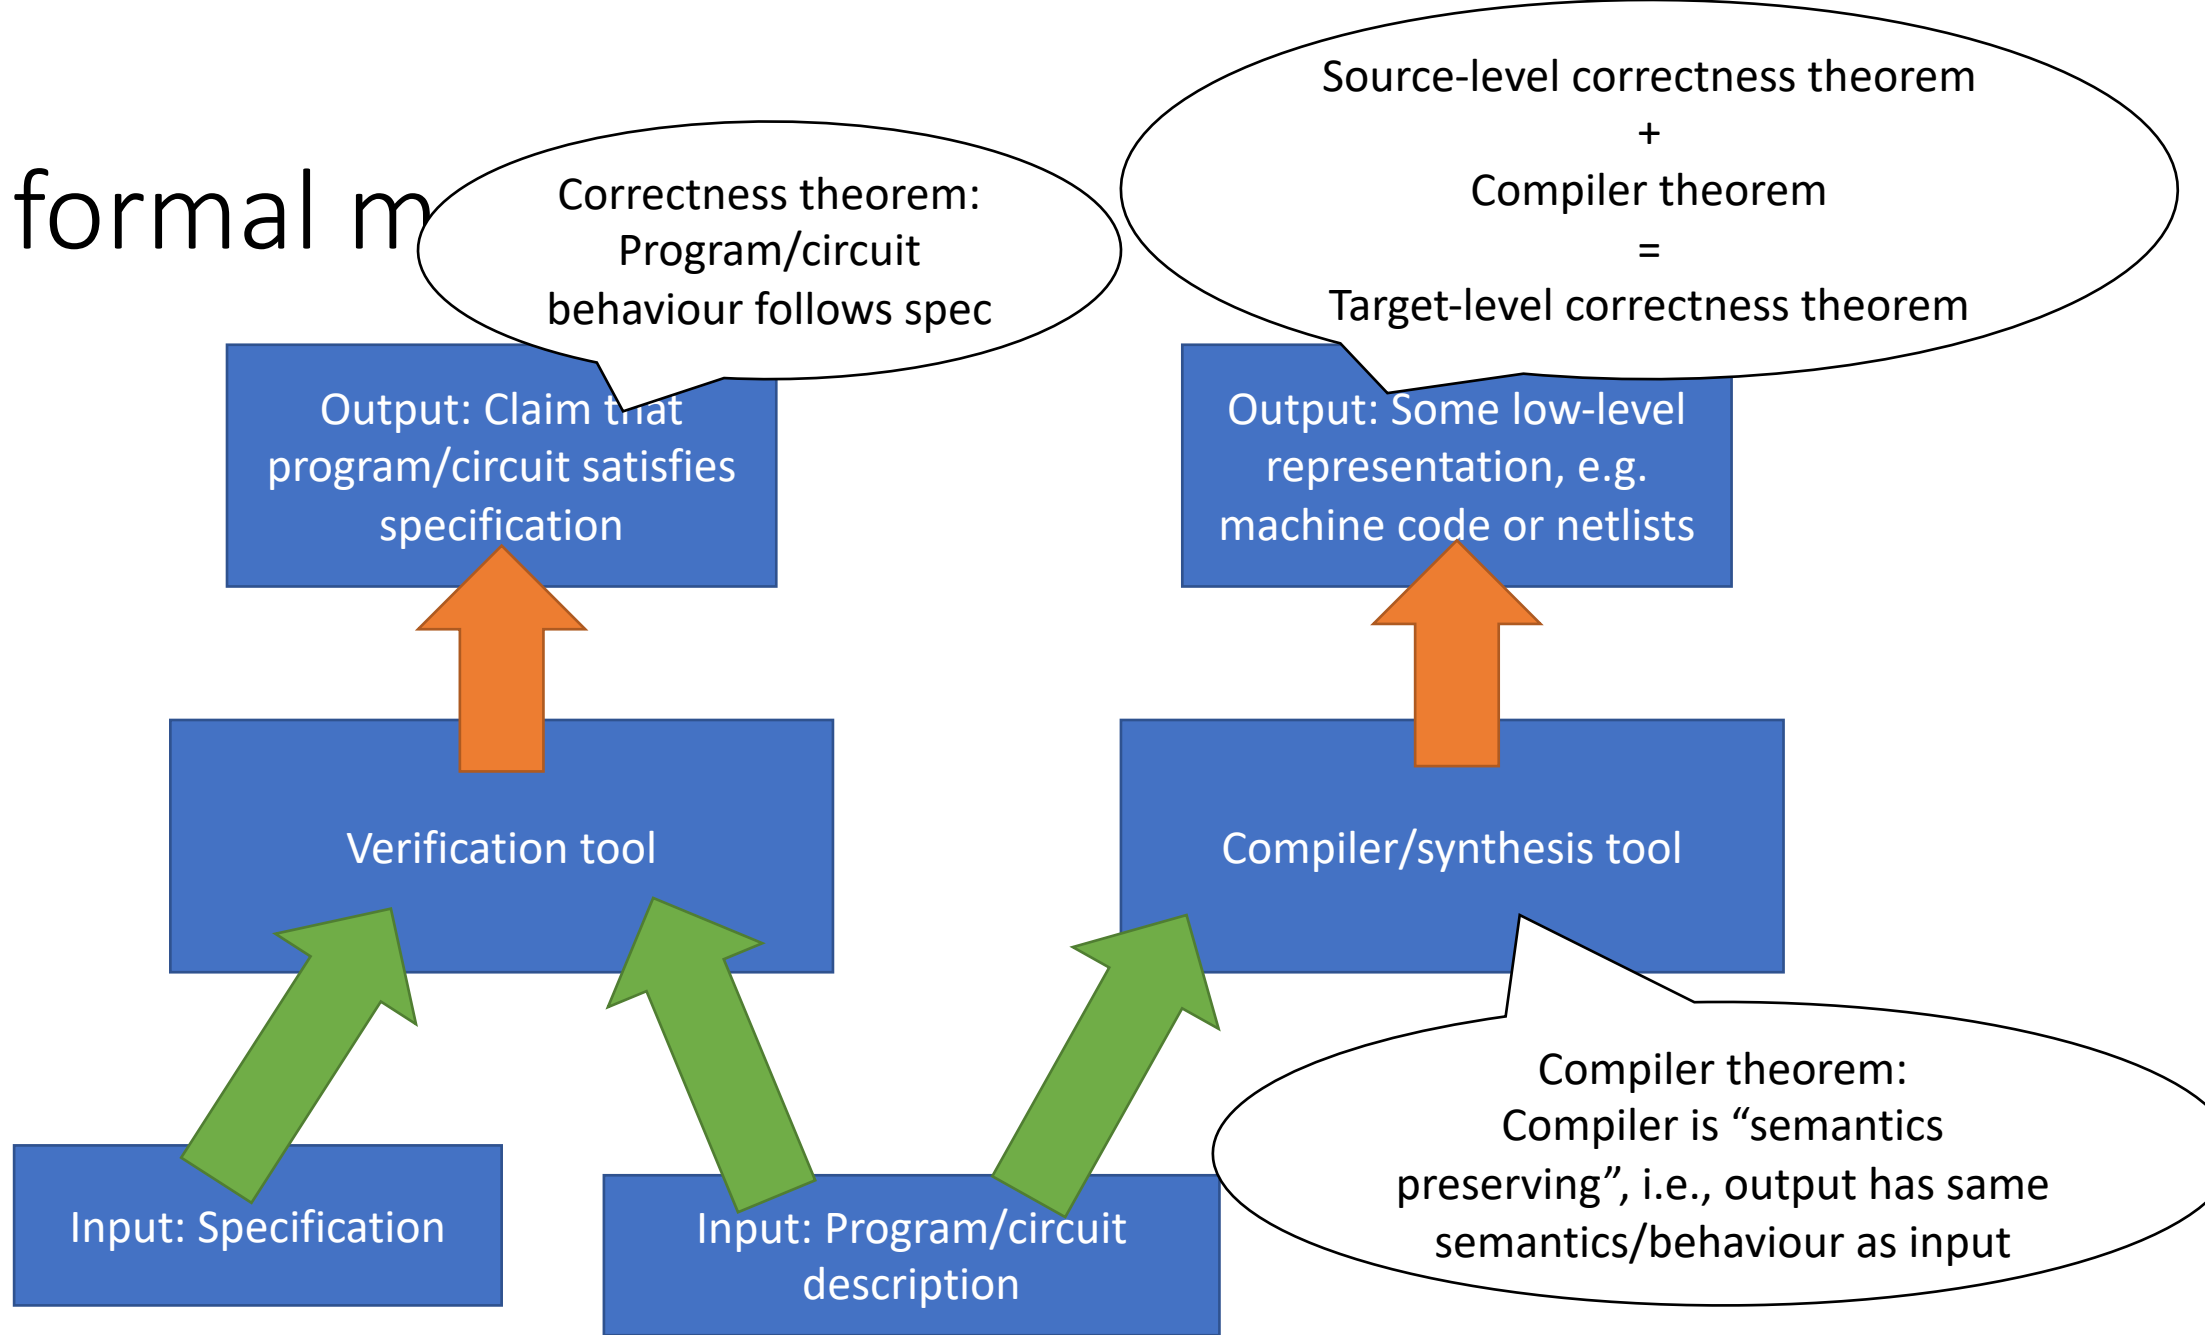 formal m
Correctness theorem:
Program/circuit
behaviour follows spec
Source-level correctness theorem
+
Compiler theorem
=
Target-level correctness theorem
Output: Claim that
program/circuit satisfies
specification
Output: Some low-level
representation, e.g.
machine code or netlists
Verification tool
Compiler/synthesis tool
Compiler theorem:
Compiler is “semantics
preserving”, i.e., output has same
semantics/behaviour as input
Input: Specification
Input: Program/circuit
description